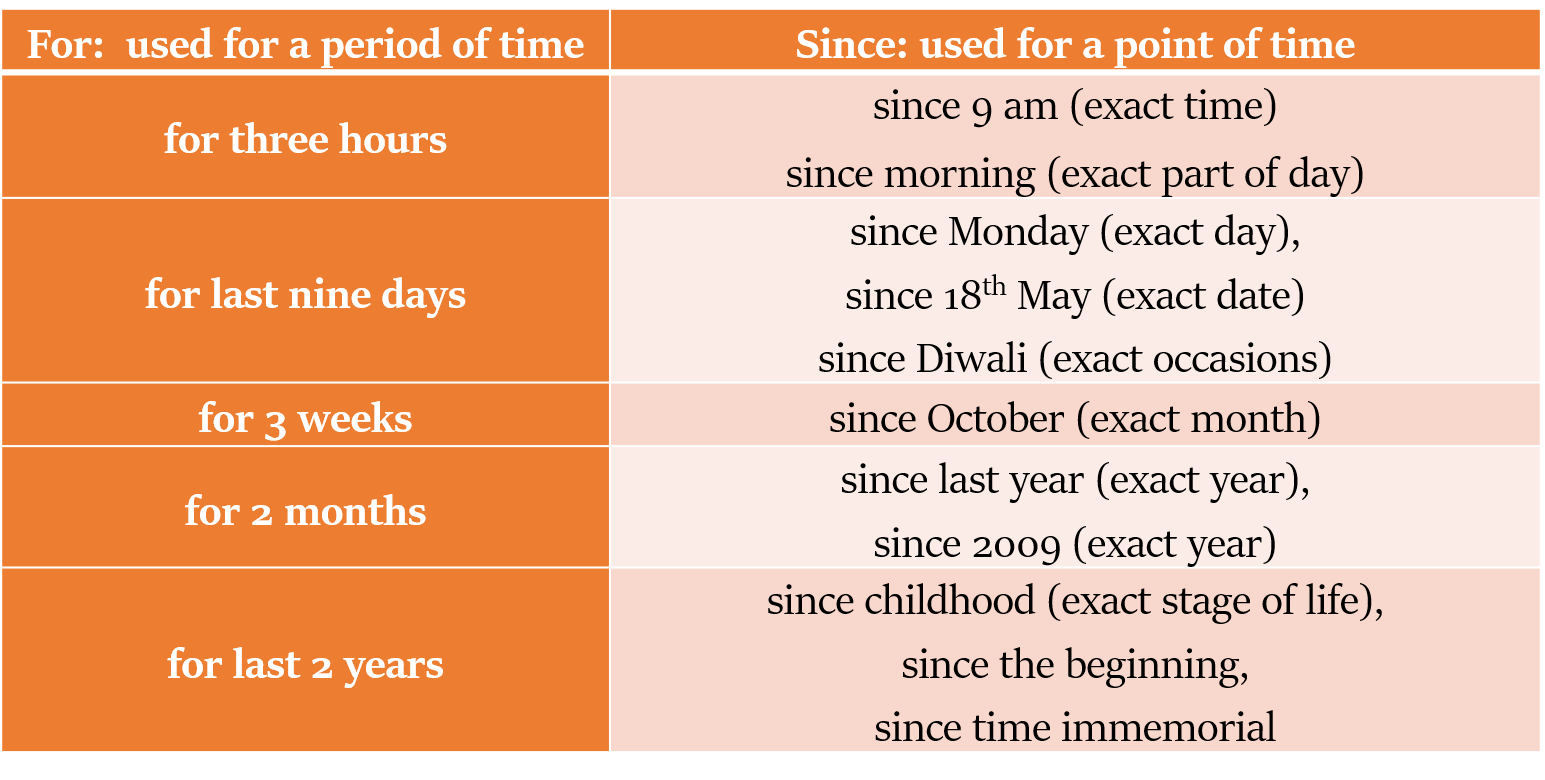 For:  used for a period of time
Since: used for a point of time
for three hours
since 9 am (exact time)
since morning (exact part of day)
for last nine days
since Monday (exact day),
since 18th May (exact date)
since Diwali (exact occasions)
for 3 weeks
since October (exact month)
for 2 months
since last year (exact year),
since 2009 (exact year)
for last 2 years
since childhood (exact stage of life),
since the beginning,
since time immemorial